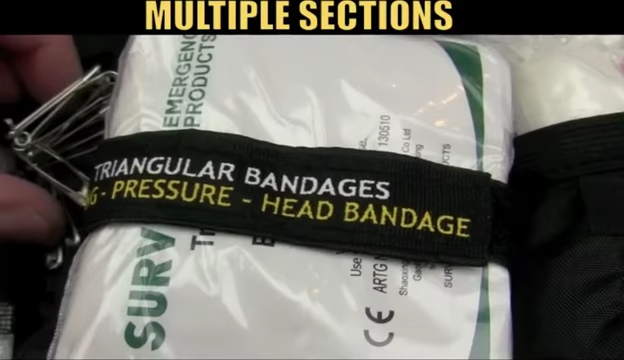 MULTIPLE SECTIONS
TRIANGULAR BANDAGES
- PRESSURE - HEAD BANDAGE
SURV
EMERGENC
PRODUCTS
Use
ARTG
130510
Co Ltd
CE